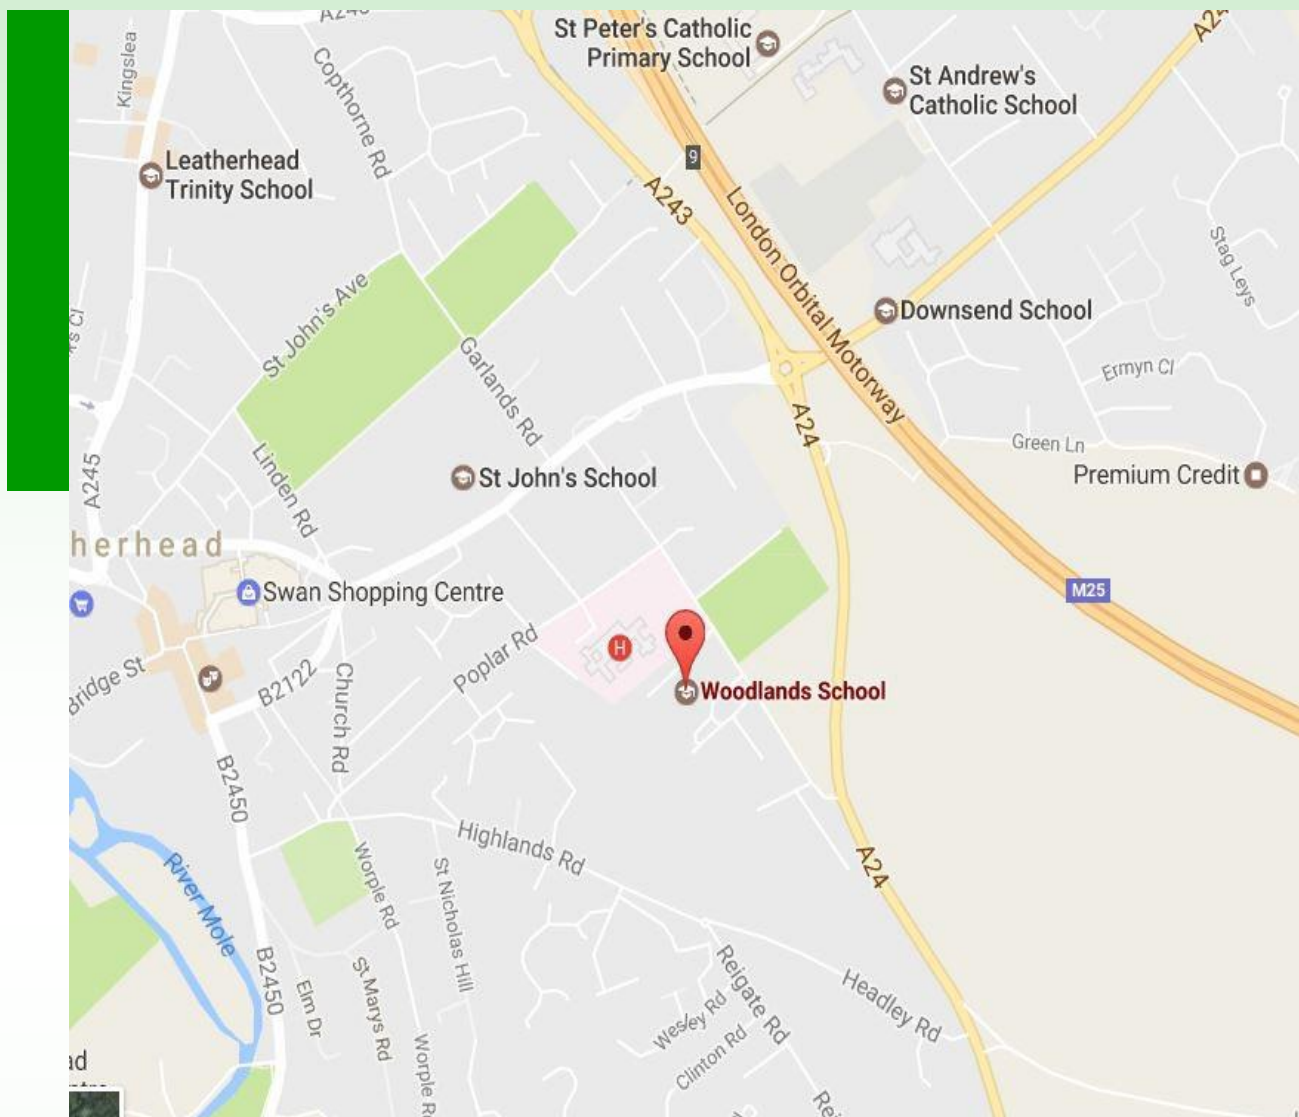 A245
St Peter's Catholic
Primary School
A24
Kingslea
Copthorne Rd
St Andrew's
Catholic School
9
Leatherhead
Trinity School
A243
London Orbital Motorway
Stag Leys
St John's Ave
Downsend School
Garlands Rd
Ermyn Cl
A24
Green Ln
Linden Rd
A245
St John's School
Premium Credit
herhead
Swan Shopping Centre
M25
Poplar Rd
H
Bridge St
B2122
Church Rd
Woodlands School
B2450
Highlands Rd
River Mole
Worple Rd
St Nicholas Hill
A24
B2450
Elm Dr
St Marys Rd
Reigate Rd
Headley Rd
Wesley Rd
Clinton Rd
Worple R
ad
Rei